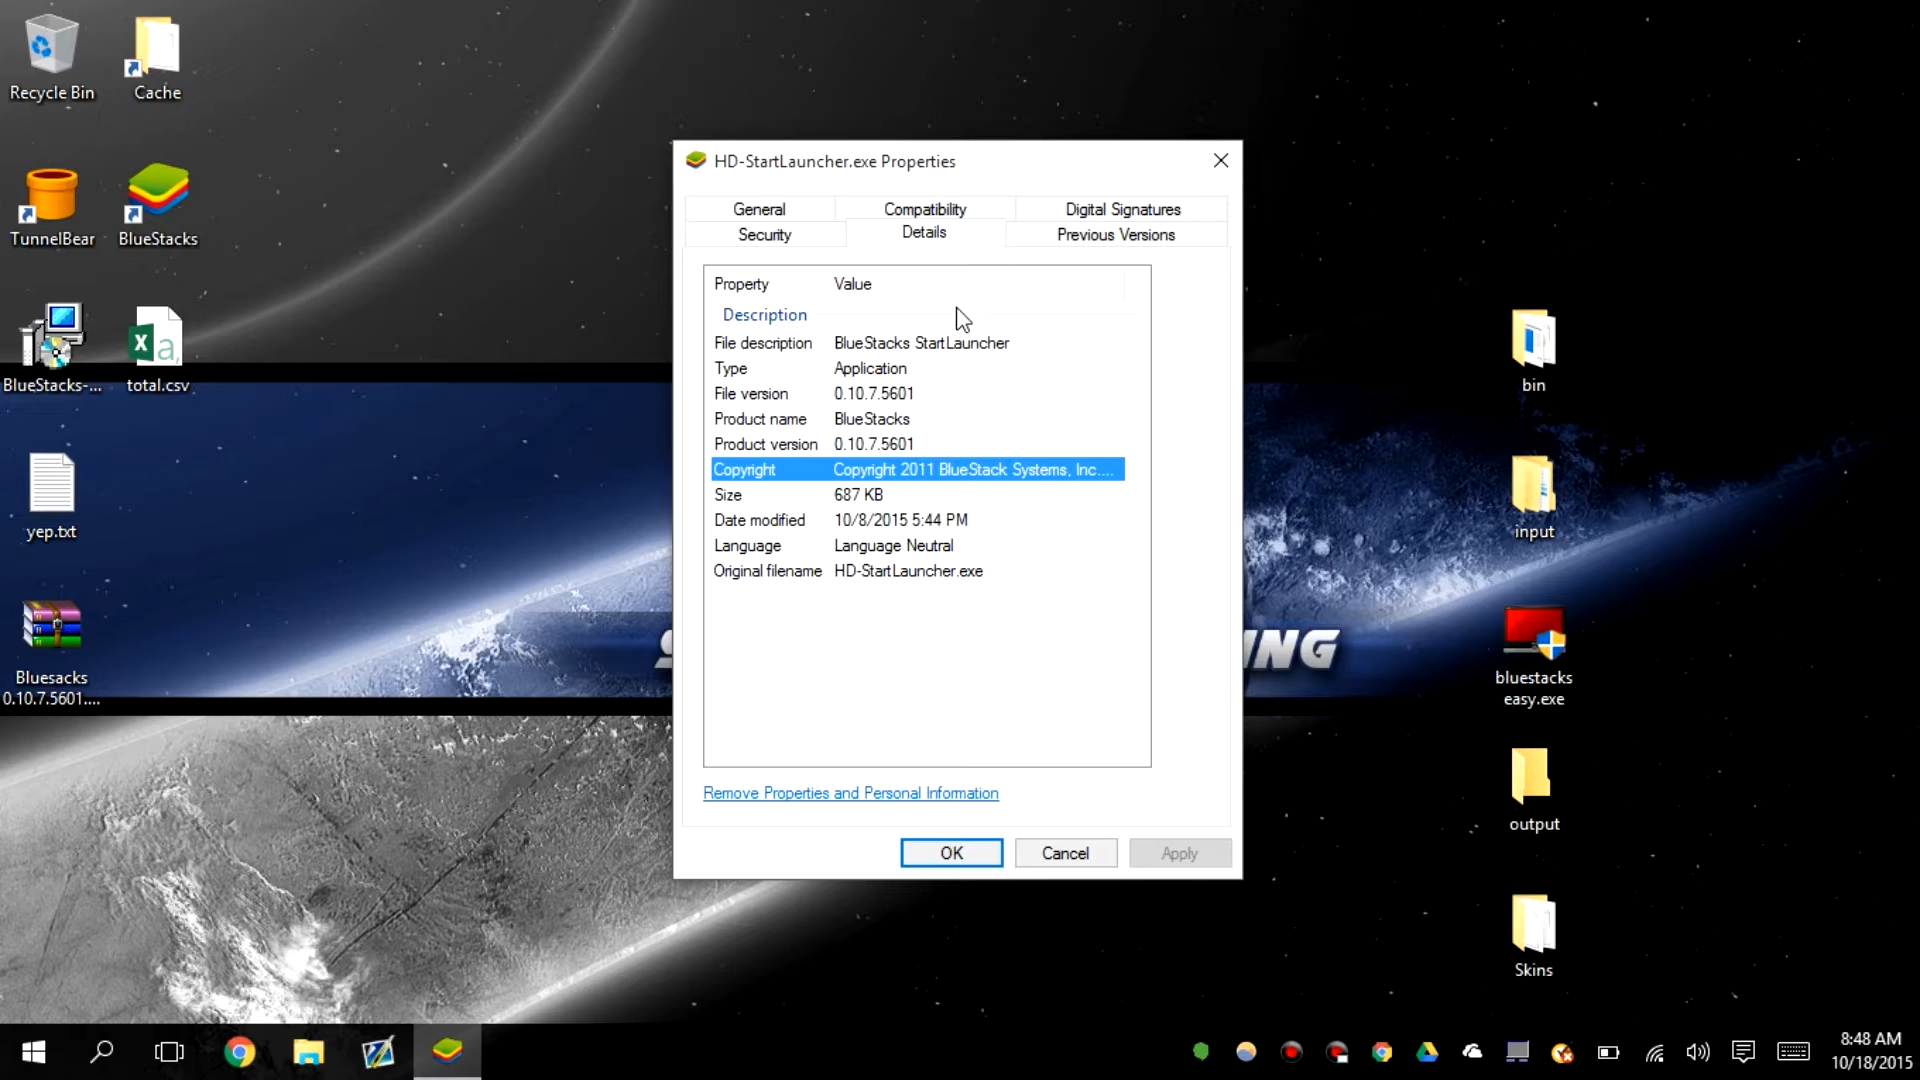 Recycle Bin
Cache
TunnelBear
BlueStacks
BlueStacks-...
total.csv
yep.txt
Bluesacks
0.10.7.5601....
HD-StartLauncher.exe Properties
General
Compatibility
Digital Signatures
Security
Details
Previous Versions
Property Value
Description
File description BlueStacks StartLauncher
Type Application
File version 0.10.7.5601
Product name BlueStacks
Product version 0.10.7.5601
Copyright Copyright 2011 BlueStack Systems, Inc....
Size 687 KB
Date modified 10/8/2015 5:44 PM
Language Language Neutral
Original filename HD-StartLauncher.exe
Remove Properties and Personal Information
OK
Cancel
Apply
ING
bin
input
bluestacks
easy.exe
output
Skins
8:48 AM
10/18/2015